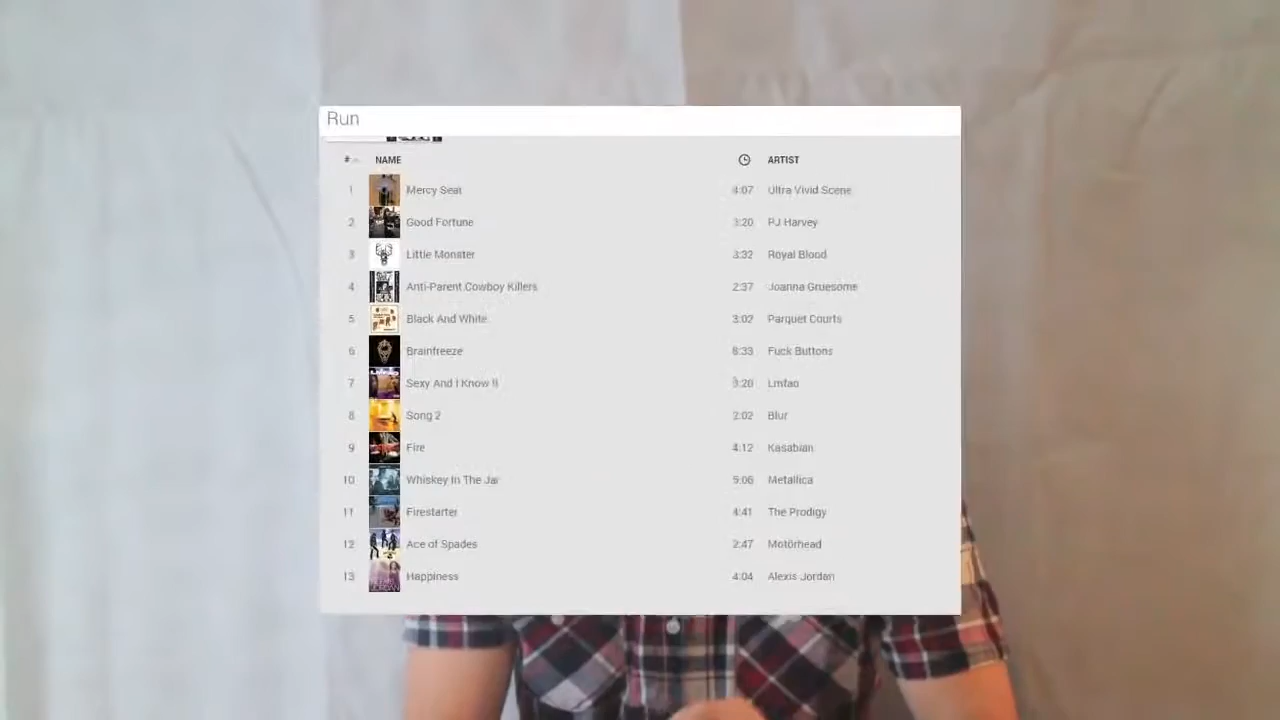 Run
# NAME ARTIST
1 Mercy Seat 4:07 Ultra Vivid Scene
2 Good Fortune 3:20 PJ Harvey
3 Little Monster 3:32 Royal Blood
4 Anti-Parent Cowboy Killers 2:37 Joanna Gruesome
5 Black And White 3:02 Parquet Courts
6 Brainfreeze 8:33 Fuck Buttons
7 Sexy And I Know It 3:20 Lmfao
8 Song 2 2:02 Blur
9 Fire 4:12 Kasabian
10 Whiskey In The Jar 5:06 Metallica
11 Firestarter 4:41 The Prodigy
12 Ace of Spades 2:47 Motörhead
13 Happiness 4:04 Alexis Jordan